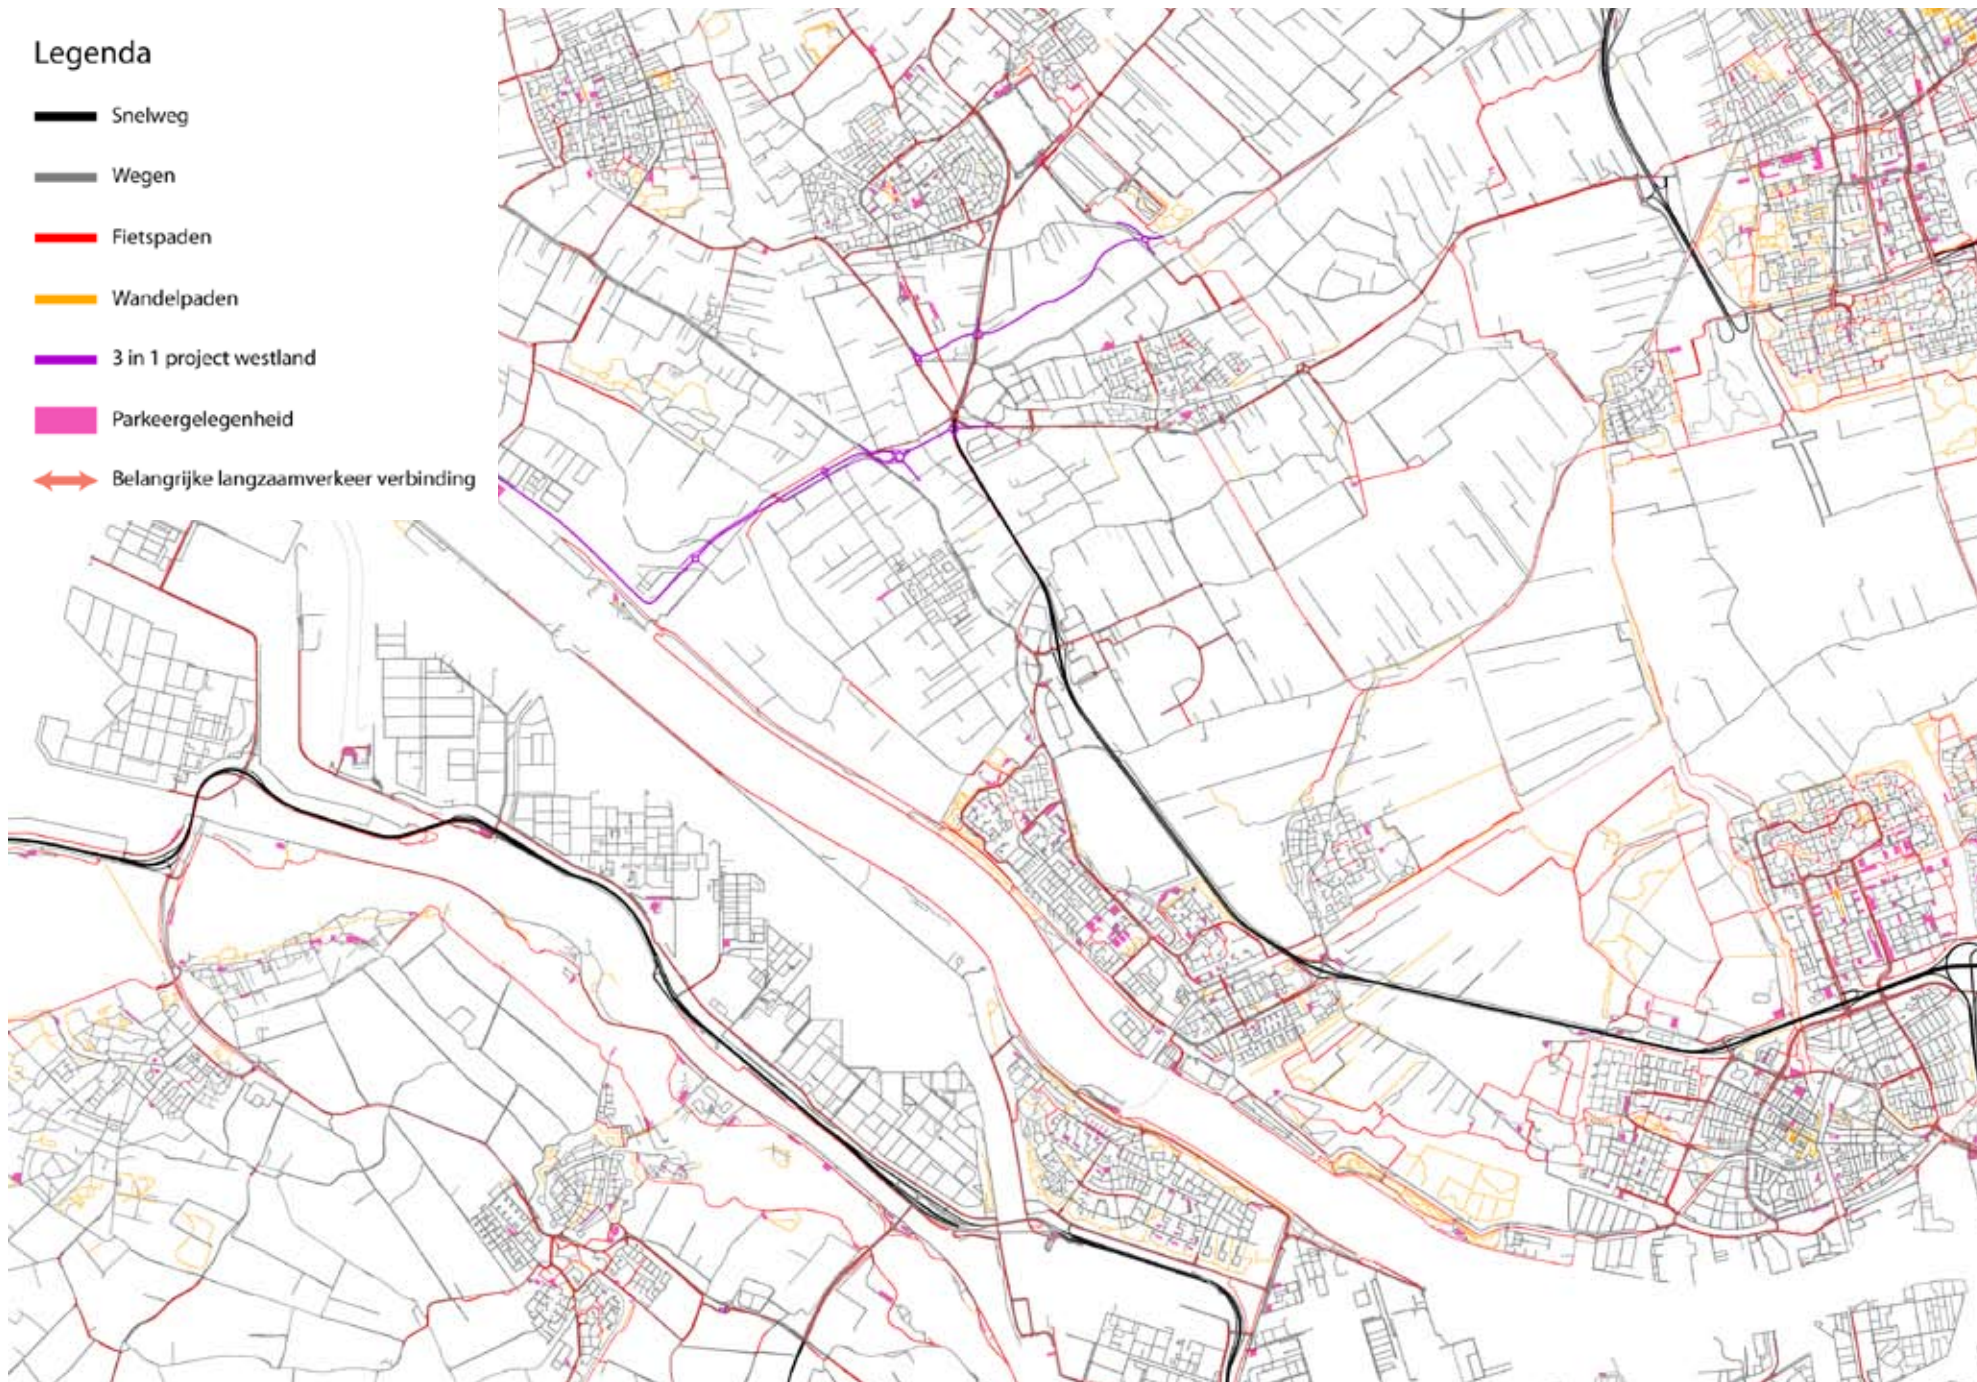 Legenda
Snelweg
Wegen
Fietspaden
Wandelpaden
3 in 1 project westland
Parkeergelegenheid
Belangrijke langzaamverkeer verbinding